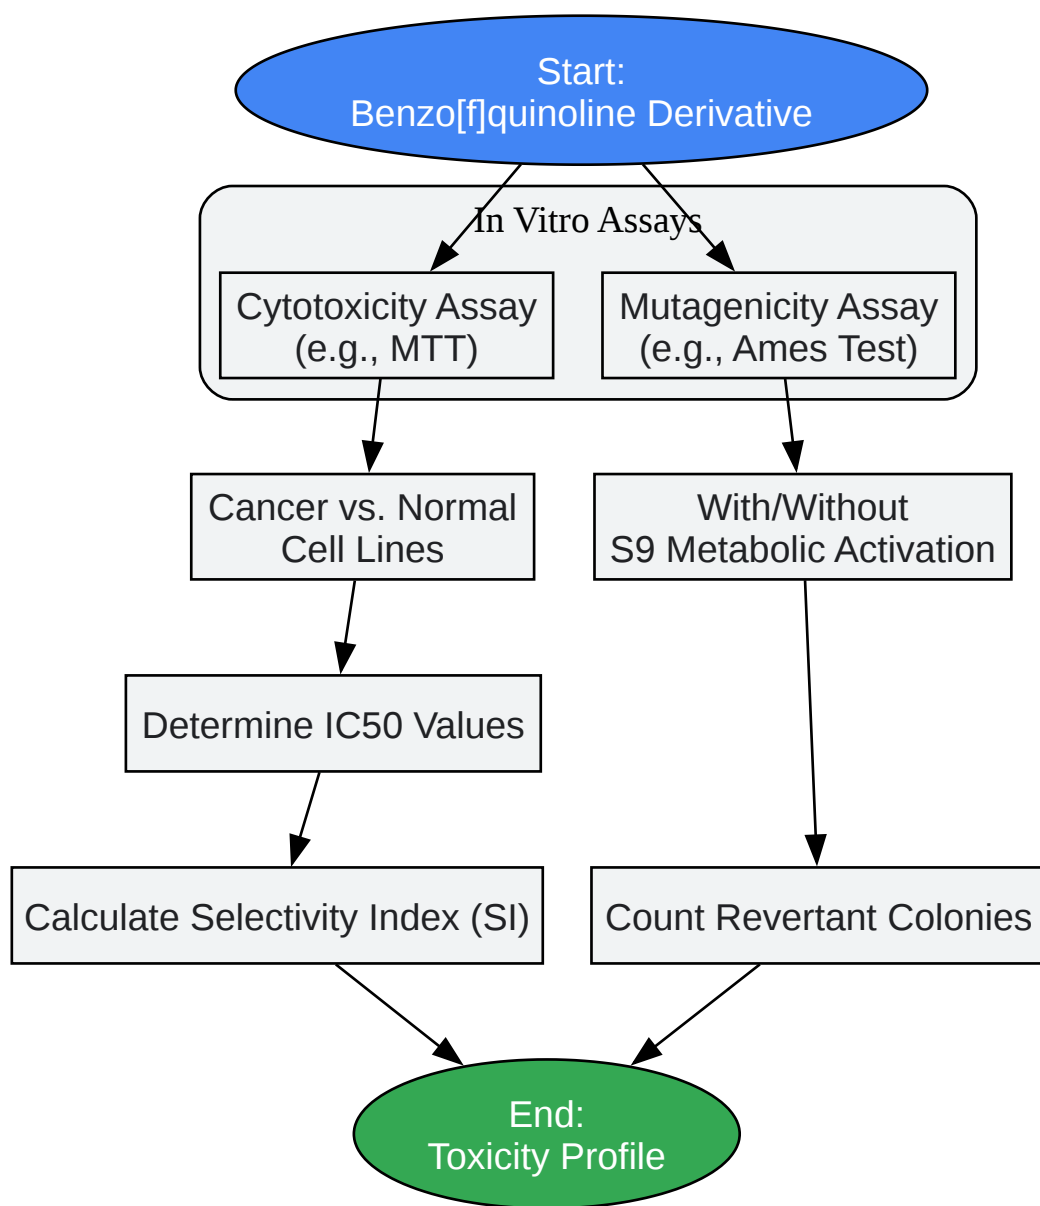 Start:
Benzo[f]quinoline Derivative
In Vitro Assays
Cytotoxicity Assay
(e.g., MTT)
Mutagenicity Assay
(e.g., Ames Test)
Cancer vs. Normal
Cell Lines
With/Without
S9 Metabolic Activation
Determine IC50 Values
Calculate Selectivity Index (SI)
Count Revertant Colonies
End:
Toxicity Profile